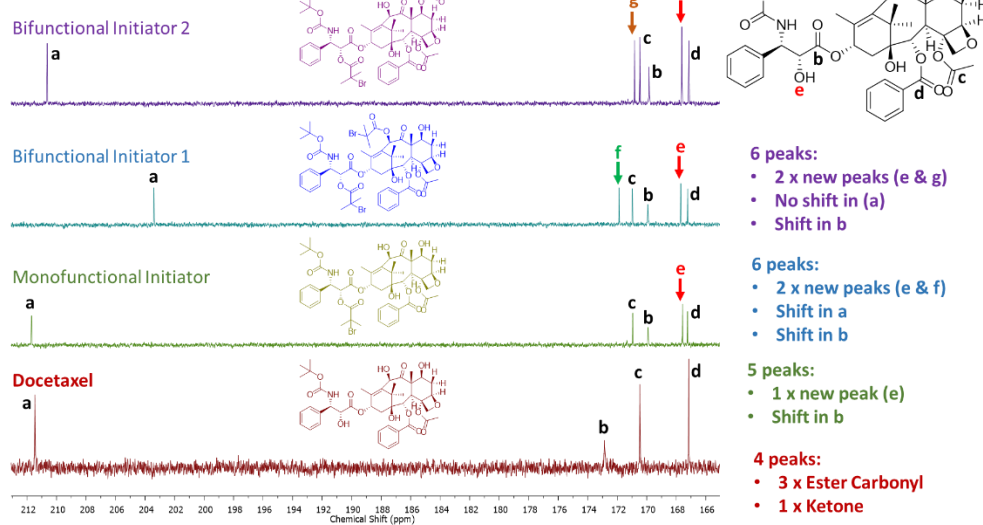 Bifunctional Initiator 2
a
g
c
b
d
NH
O
b
O
OH
e
OH
O
O
d
O
c
O
H
H
H
Bifunctional Initiator 1
a
f
c
b
e
d
6 peaks:
• 2 x new peaks (e & g)
• No shift in (a)
• Shift in b
Monofunctional Initiator
a
c
b
e
d
6 peaks:
• 2 x new peaks (e & f)
• Shift in a
• Shift in b
Docetaxel
a
b
c
d
5 peaks:
• 1 x new peak (e)
• Shift in b
4 peaks:
• 3 x Ester Carbonyl
• 1 x Ketone
212 210 208 206 204 202 200 198 196 194 192 190 188 186 184 182 180 178 176 174 172 170 168 166
Chemical Shift (ppm)